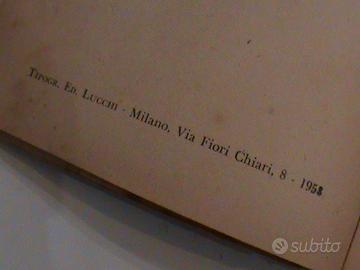 Tipogr. Ed. Lucchi - Milano, Via Fiori Chiari, 8 - 1958
subito